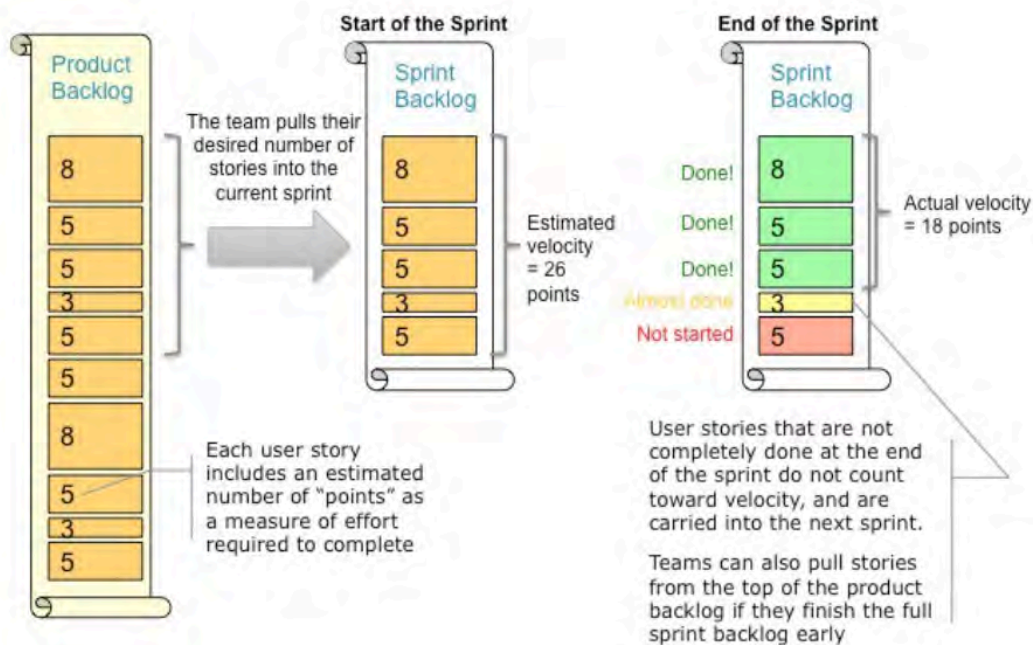 Start of the Sprint
End of the Sprint
Product
Backlog
8
5
5
3
5
5
8
5
3
5
The team pulls their
desired number of
stories into the
current sprint
Each user story
includes an estimated
number of “points” as
a measure of effort
required to complete
Sprint
Backlog
8
5
5
3
5
Estimated
velocity
= 26
points
Sprint
Backlog
Done! 8
Done! 5
Done! 5
Almost done 3
Not started 5
Actual velocity
= 18 points
User stories that are not
completely done at the end
of the sprint do not count
toward velocity, and are
carried into the next sprint.
Teams can also pull stories
from the top of the product
backlog if they finish the full
sprint backlog early